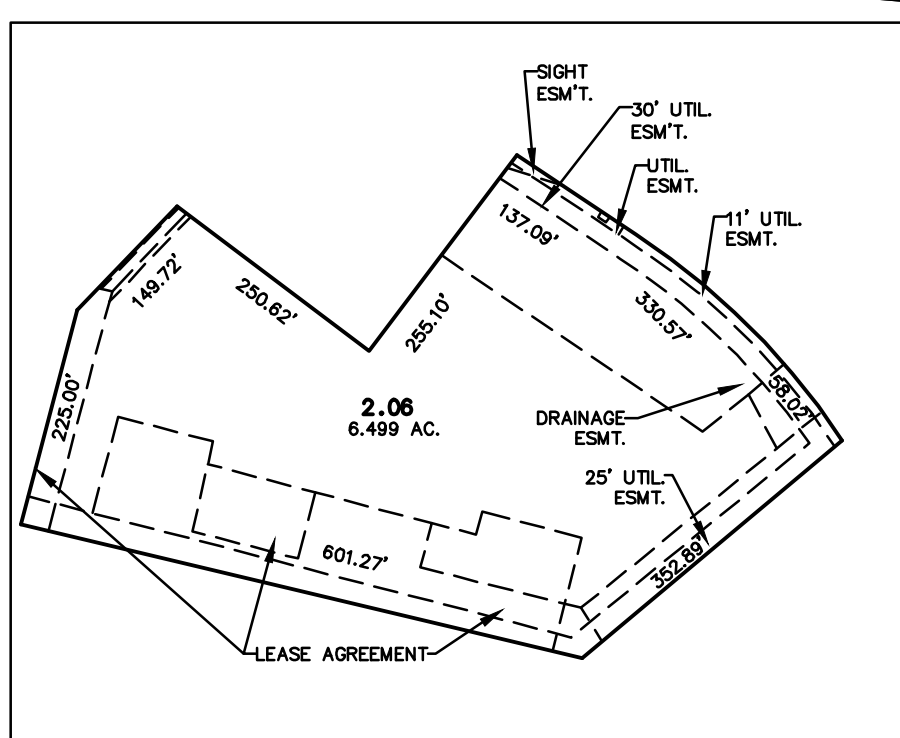 SIGHT
ESM'T.
30' UTIL.
ESM'T.
UTIL.
ESMT.
11' UTIL.
ESMT.
137.09'
149.72'
250.62'
255.10'
330.57'
225.00'
58.02'
2.06
6.499 AC.
DRAINAGE
ESMT.
25' UTIL.
ESMT.
601.27'
352.89'
LEASE AGREEMENT